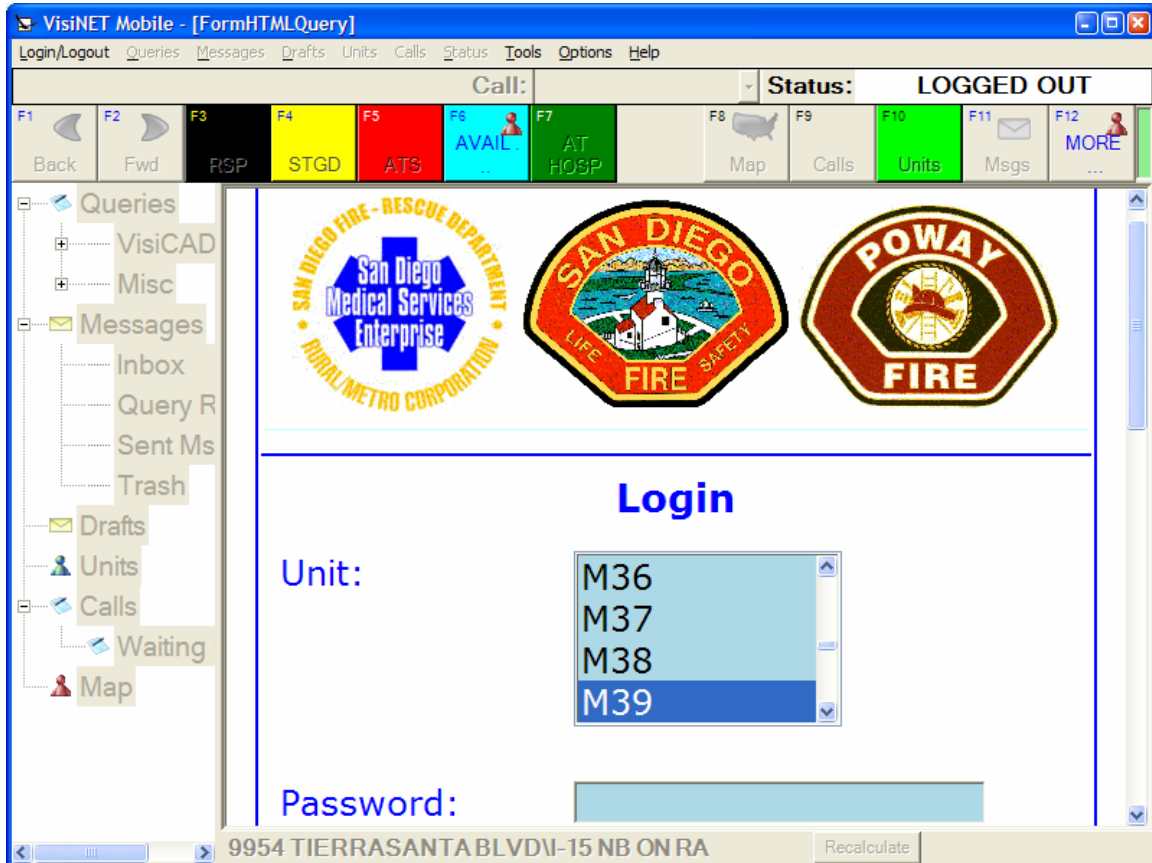 VisiNET Mobile - [FormHTMLQuery]
Login/Logout Queries Messages Drafts Units Calls Status Tools Options Help
Call: Status: LOGGED OUT
F1 Back
F2 Fwd
F3 RSP
F4 STGD
F5 ATS
F6 AVAIL. ..
F7 AT HOSP
F8 Map
F9 Calls
F10 Units
F11 Msgs
F12 MORE ...
Queries
VisiCAD
Misc
Messages
Inbox
Query R
Sent Ms
Trash
Drafts
Units
Calls
Waiting
Map
SAN DIEGO FIRE - RESCUE DEPARTMENT
San Diego
Medical Services
Enterprise
RURAL/METRO CORPORATION
SAN DIEGO
LIFE SAFETY
FIRE
POWAY
FIRE
Login
Unit:
M36
M37
M38
M39
Password:
9954 TIERRASANTA BLVD\I-15 NB ON RA
Recalculate